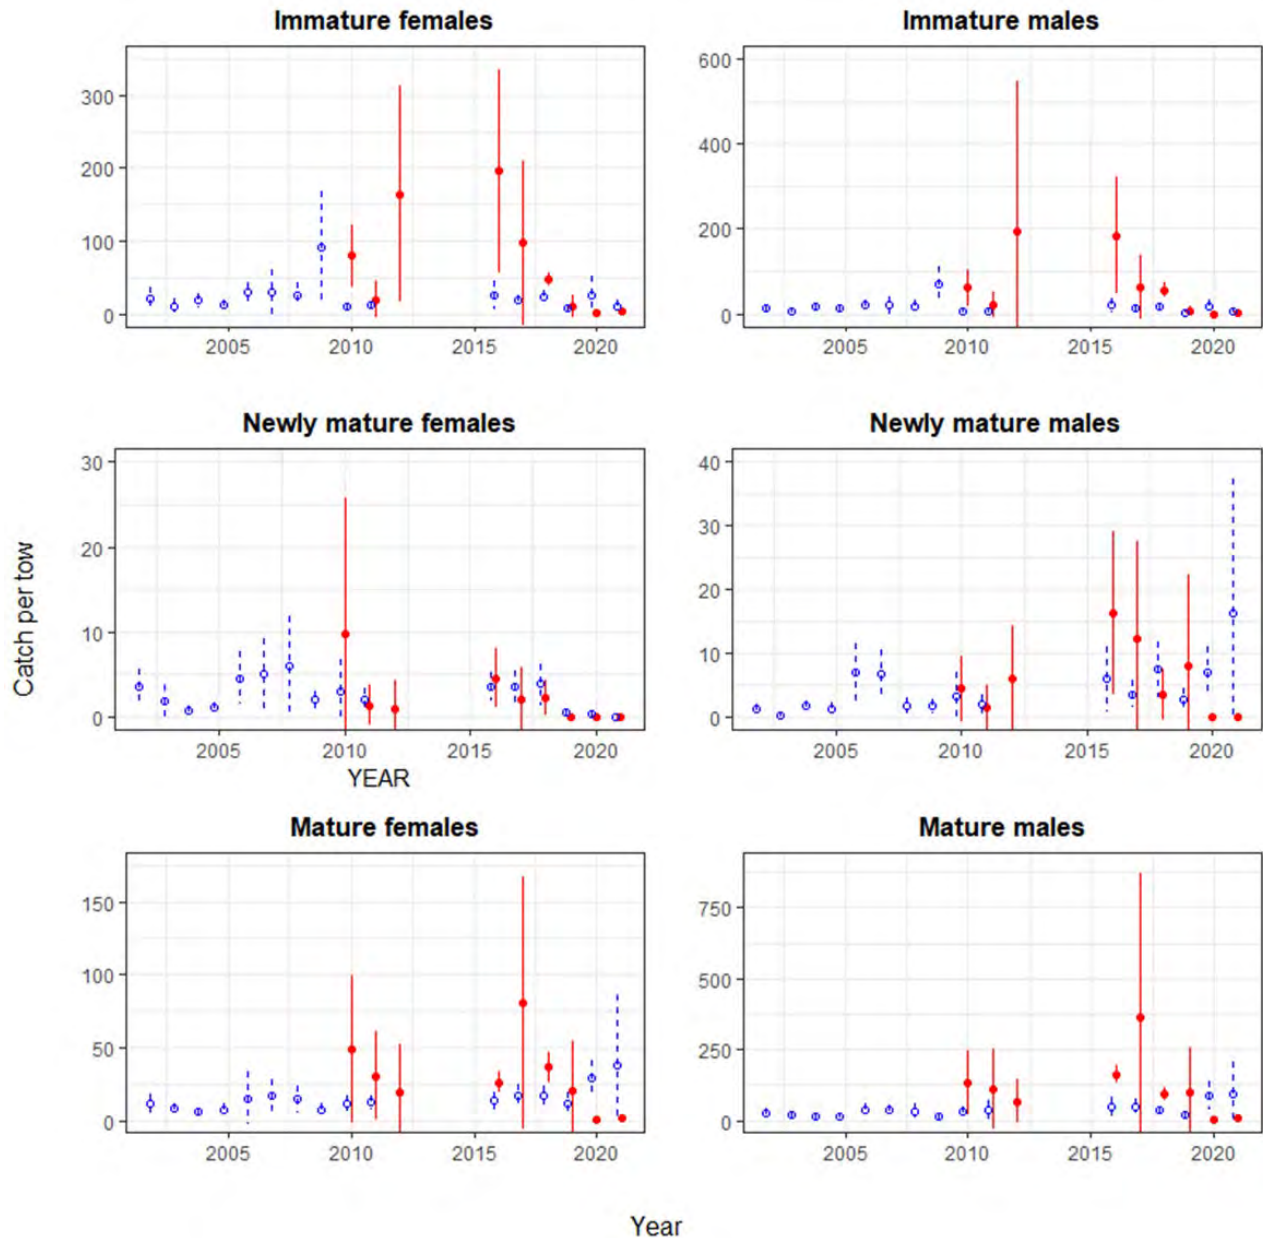 Immature females
Immature males
300
200
100
0
2005 2010 2015 2020
600
400
200
0
2005 2010 2015 2020
Newly mature females
Newly mature males
Catch per tow
30
20
10
0
2005 2010 2015 2020
YEAR
40
30
20
10
0
2005 2010 2015 2020
Mature females
Mature males
150
100
50
0
2005 2010 2015 2020
750
500
250
0
2005 2010 2015 2020
Year